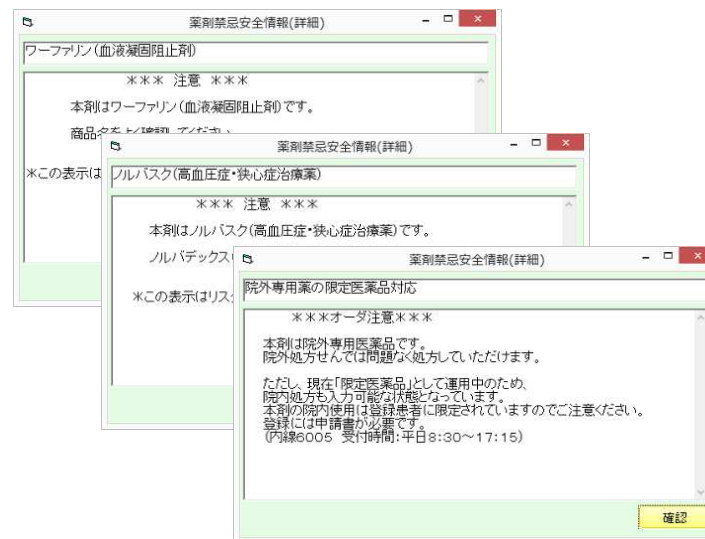 薬剤禁忌安全情報(詳細)
ワーファリン(血液凝固阻止剤)
*** 注意 ***
本剤はワーファリン(血液凝固阻止剤)です。
商品名をよく確認してください
*この表示は
薬剤禁忌安全情報(詳細)
ノルバスク(高血圧症・狭心症治療薬)
*** 注意 ***
本剤はノルバスク(高血圧症・狭心症治療薬)です。
ノルバデックス
*この表示はリス
薬剤禁忌安全情報(詳細)
院外専用薬の限定医薬品対応
***オーダ注意***
本剤は院外専用医薬品です。
院外処方せんでは問題なく処方していただけます。
ただし、現在「限定医薬品」として運用中のため、
院内処方も入力可能な状態となっています。
本剤の院内使用は登録患者に限定されていますのでご注意ください。
登録には申請書が必要です。
(内線6005 受付時間:平日8:30~17:15)
確認